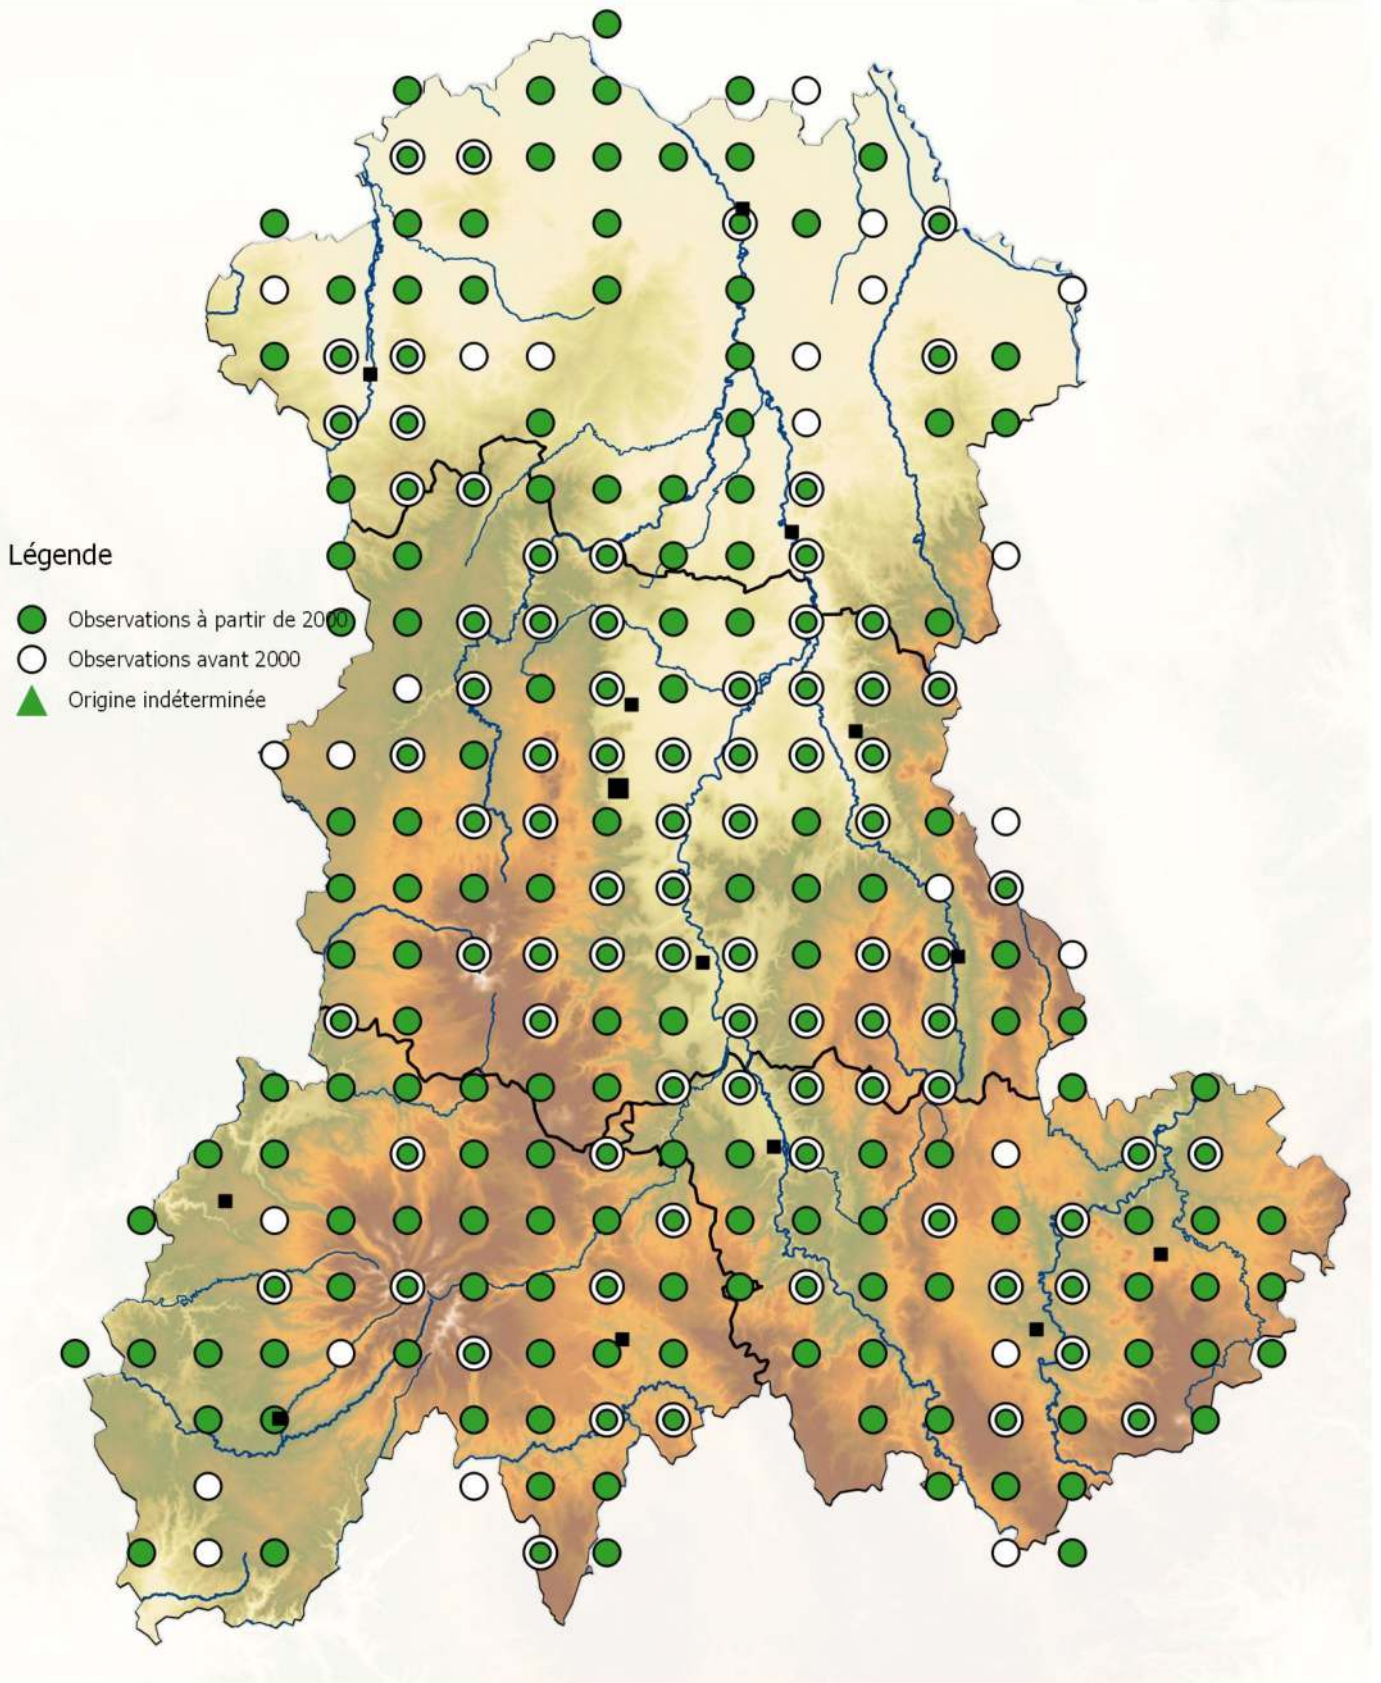 Légende
Observations à partir de 2000
Observations avant 2000
Origine indéterminée